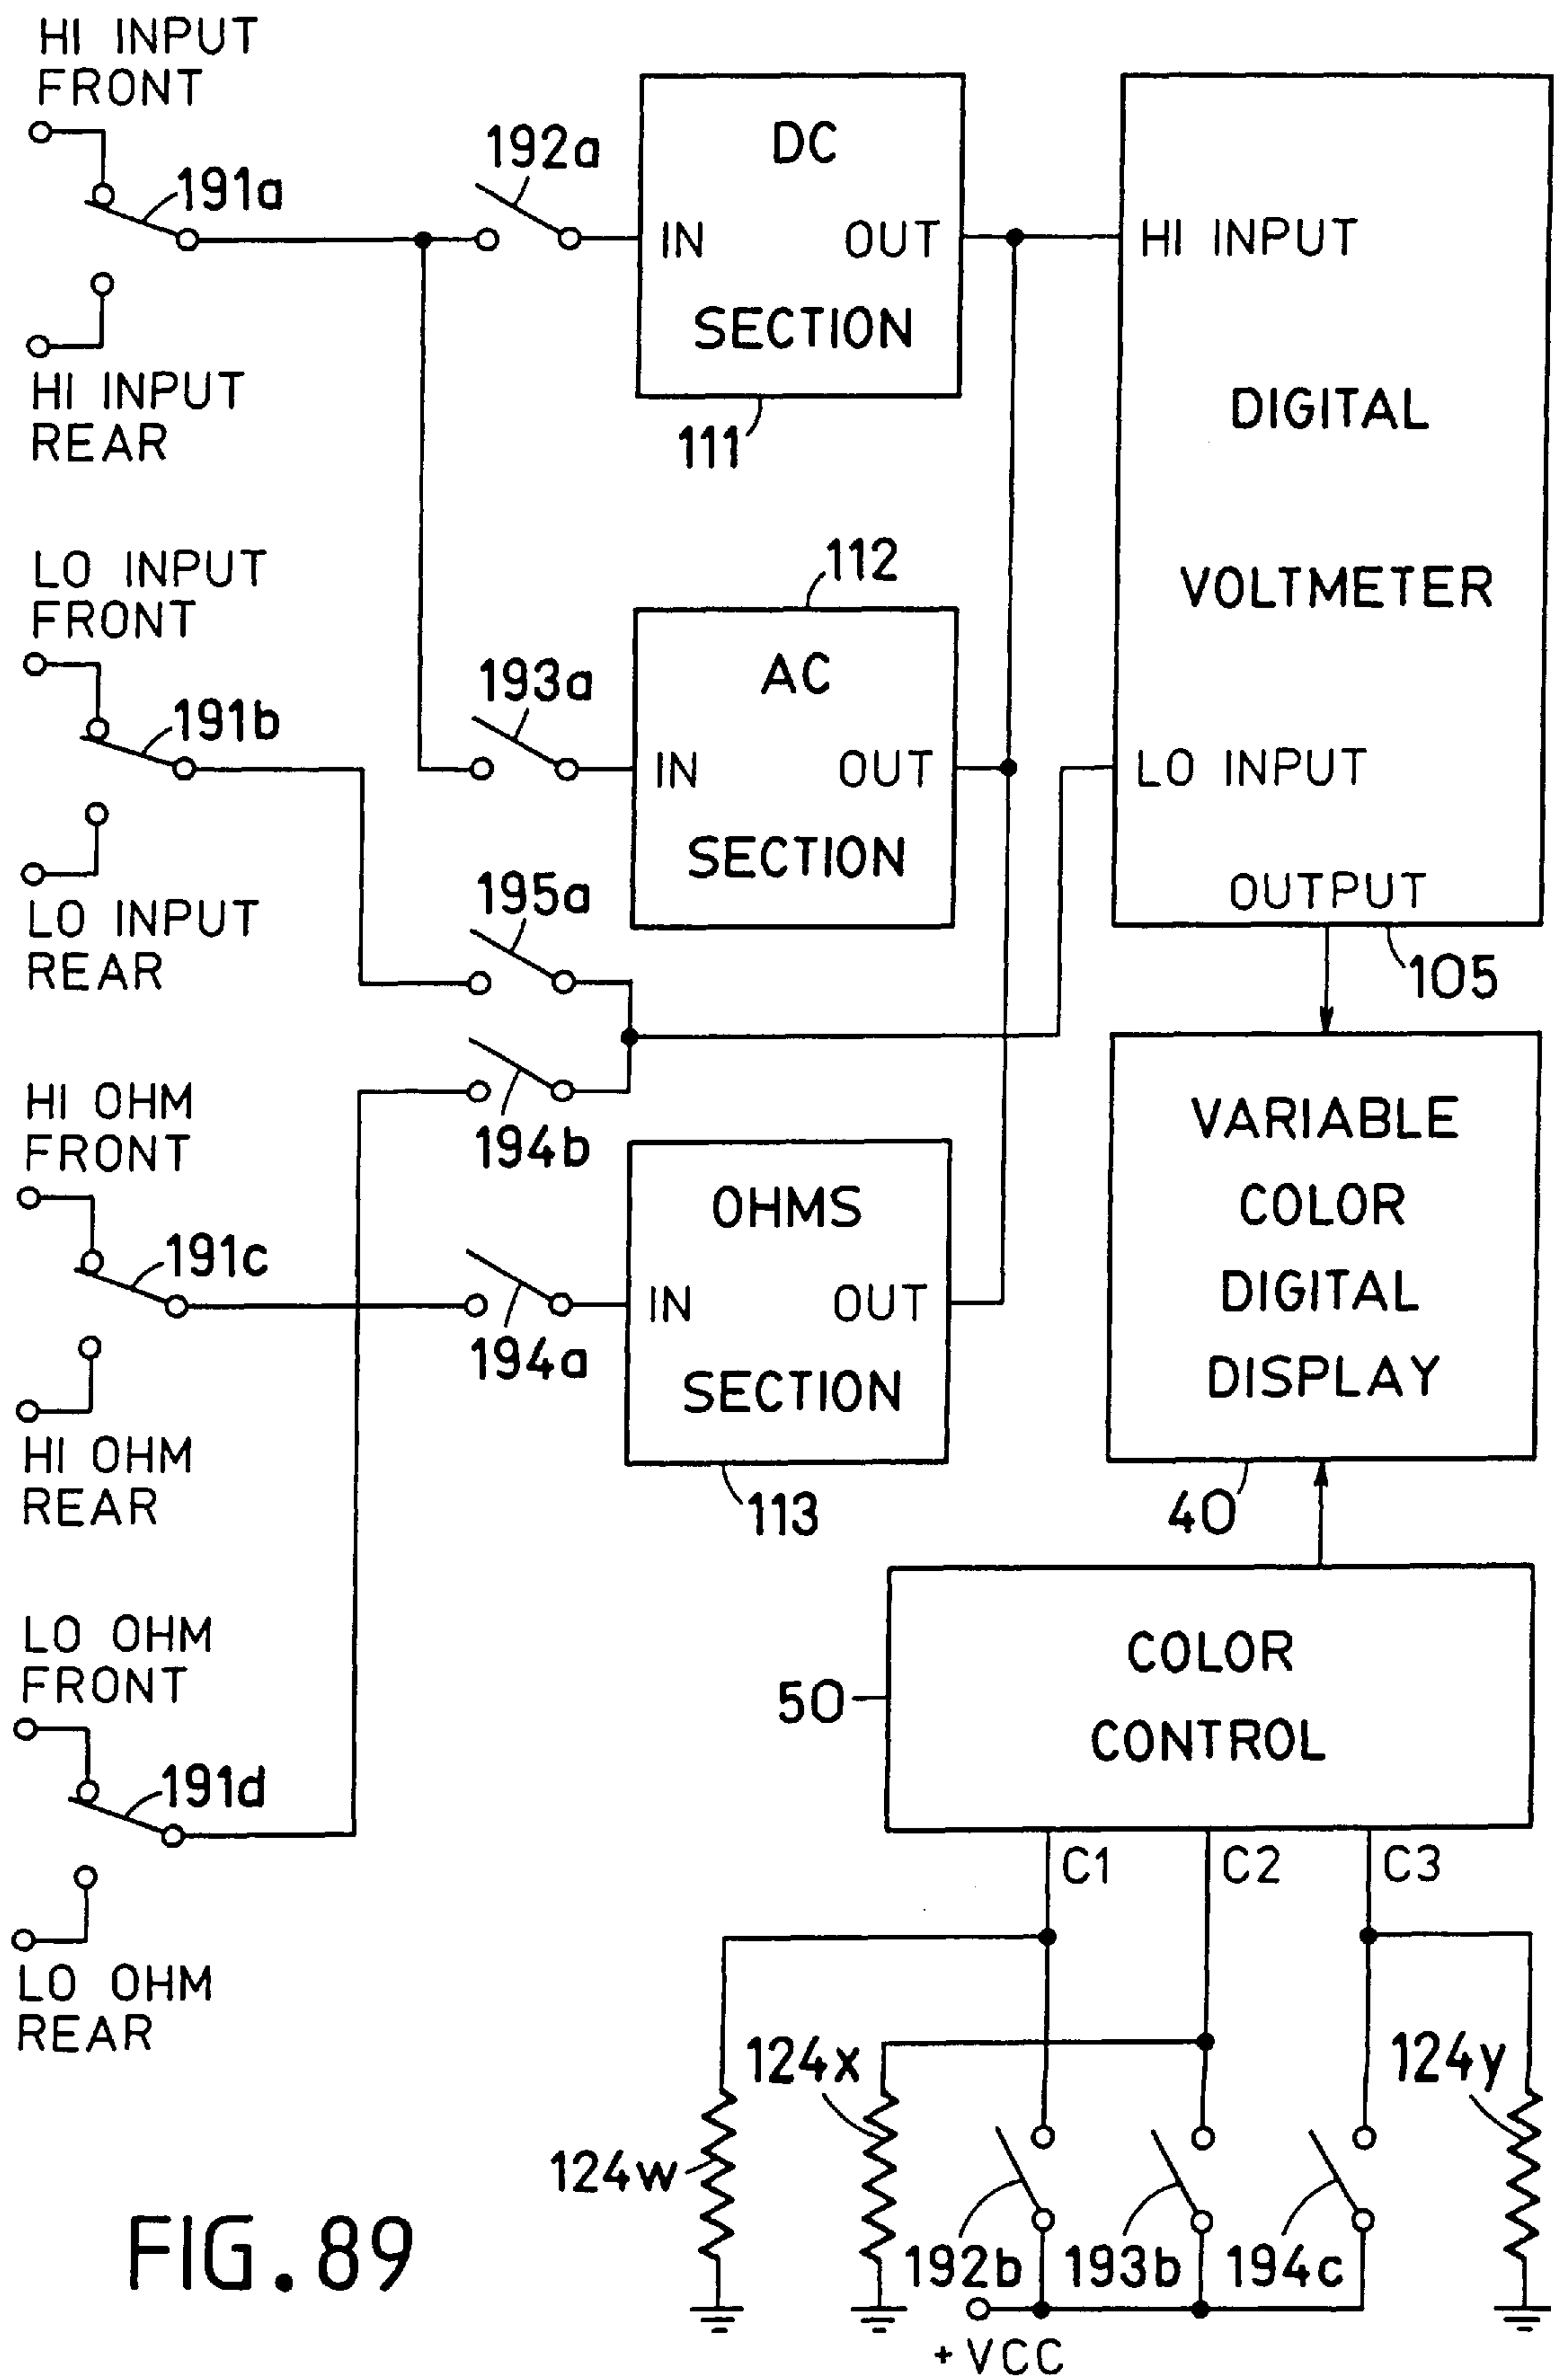 HI INPUT
FRONT
191a
HI INPUT
REAR
192a
DC
IN OUT
SECTION
111
HI INPUT
DIGITAL
VOLTMETER
LO INPUT
OUTPUT
105
LO INPUT
FRONT
191b
LO INPUT
REAR
193a
112
AC
IN OUT
SECTION
195a
194b
HI OHM
FRONT
191c
HI OHM
REAR
194a
OHMS
IN OUT
SECTION
113
VARIABLE
COLOR
DIGITAL
DISPLAY
40
LO OHM
FRONT
191d
LO OHM
REAR
50
COLOR
CONTROL
C1 C2 C3
124w
124x
124y
192b 193b 194c
+VCC
FIG. 89